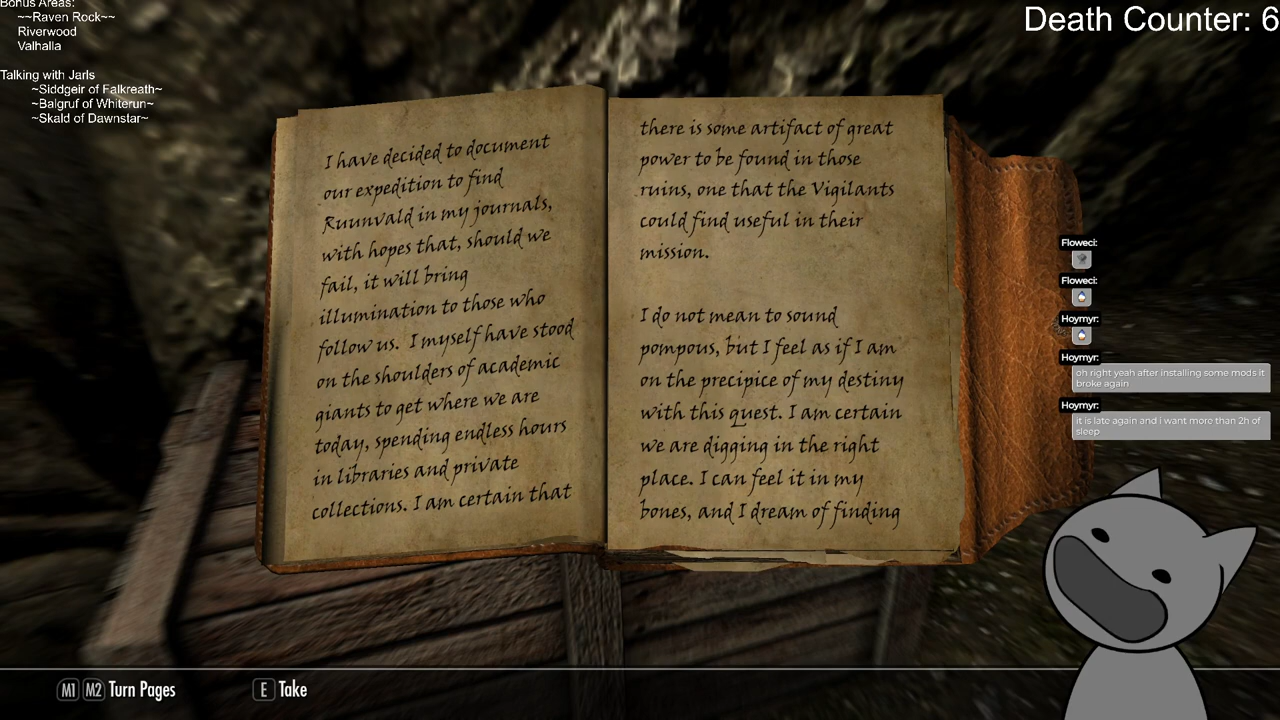 Bonus Areas:
~~Raven Rock~~
Riverwood
Valhalla
Talking with Jarls
~Siddgeir of Falkreath~
~Balgruf of Whiterun~
~Skald of Dawnstar~
Death Counter: 6
I have decided to document
our expedition to find
Ruunvald in my journals,
with hopes that, should we
fail, it will bring
illumination to those who
follow us. I myself have stood
on the shoulders of academic
giants to get where we are
today, spending endless hours
in libraries and private
collections. I am certain that
there is some artifact of great
power to be found in those
ruins, one that the Vigilants
could find useful in their
mission.
I do not mean to sound
pompous, but I feel as if I am
on the precipice of my destiny
with this quest. I am certain
we are digging in the right
place. I can feel it in my
bones, and I dream of finding
Floweci:
Floweci:
Hoymyr:
Hoymyr:
oh right yeah after installing some mods it
broke again
Hoymyr:
it is late again and i want more than 2h of
sleep
M1 M2 Turn Pages
E Take